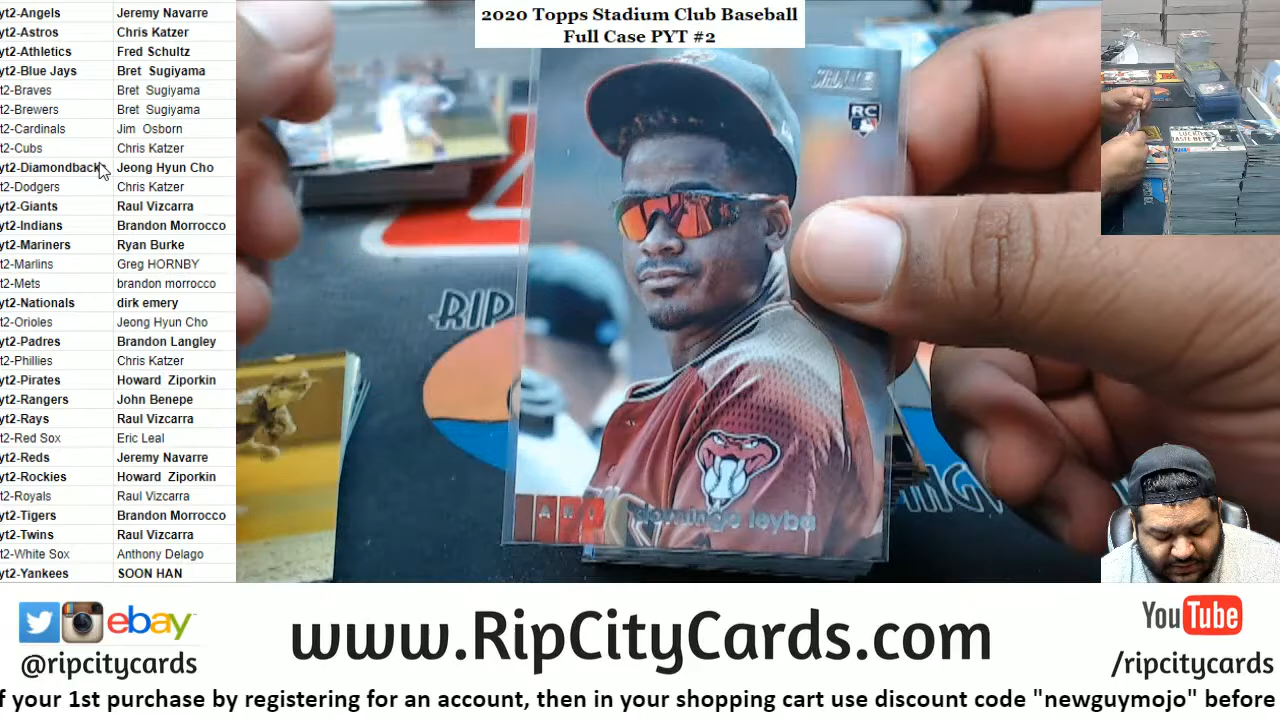 2020 Topps Stadium Club Baseball
Full Case PYT #2
yt2-Angels Jeremy Navarre
yt2-Astros Chris Katzer
yt2-Athletics Fred Schultz
yt2-Blue Jays Bret Sugiyama
t2-Braves Bret Sugiyama
t2-Brewers Bret Sugiyama
t2-Cardinals Jim Osborn
t2-Cubs Chris Katzer
yt2-Diamondback Jeong Hyun Cho
t2-Dodgers Chris Katzer
yt2-Giants Raul Vizcarra
yt2-Indians Brandon Morrocco
yt2-Mariners Ryan Burke
t2-Marlins Greg HORNBY
t2-Mets brandon morrocco
yt2-Nationals dirk emery
t2-Orioles Jeong Hyun Cho
yt2-Padres Brandon Langley
t2-Phillies Chris Katzer
yt2-Pirates Howard Ziporkin
yt2-Rangers John Benepe
yt2-Rays Raul Vizcarra
t2-Red Sox Eric Leal
yt2-Reds Jeremy Navarre
yt2-Rockies Howard Ziporkin
t2-Royals Raul Vizcarra
yt2-Tigers Brandon Morrocco
yt2-Twins Raul Vizcarra
t2-White Sox Anthony Delago
yt2-Yankees SOON HAN
RC
RIP
domingo leyba
ebay
@ripcitycards
www.RipCityCards.com
YouTube
/ripcitycards
f your 1st purchase by registering for an account, then in your shopping cart use discount code "newguymojo" before